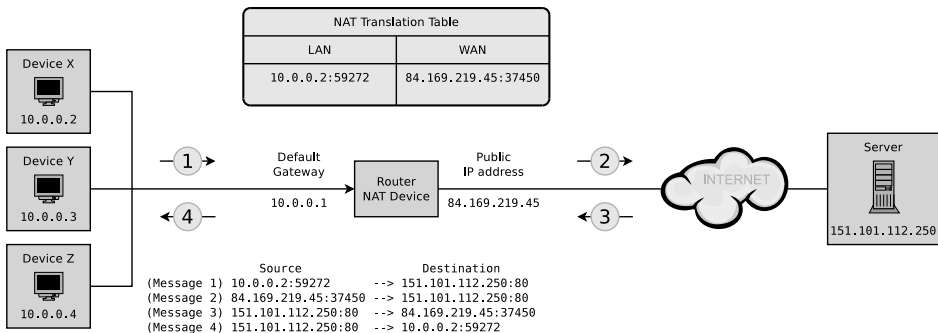 NAT Translation Table
LAN WAN
10.0.0.2:59272 84.169.219.45:37450
Device X
10.0.0.2
Device Y
10.0.0.3
Device Z
10.0.0.4
1
4
Default
Gateway
10.0.0.1
Router
NAT Device
Public
IP address
84.169.219.45
2
3
INTERNET
Server
151.101.112.250
Source Destination
(Message 1) 10.0.0.2:59272 --> 151.101.112.250:80
(Message 2) 84.169.219.45:37450 --> 151.101.112.250:80
(Message 3) 151.101.112.250:80 --> 84.169.219.45:37450
(Message 4) 151.101.112.250:80 --> 10.0.0.2:59272